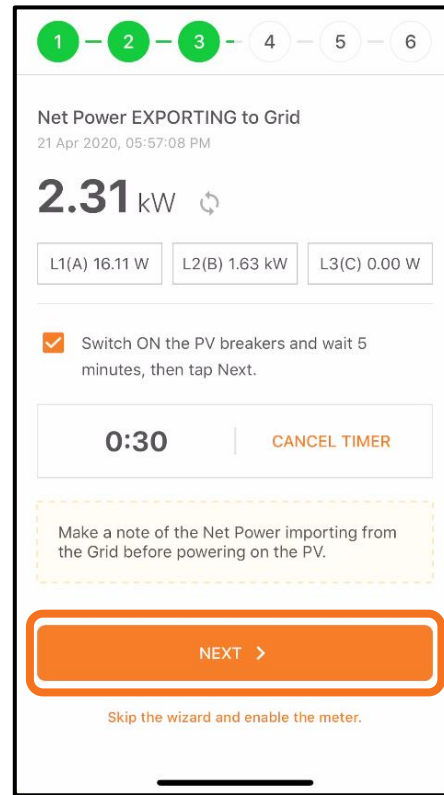 1 2 3 4 5 6
Net Power EXPORTING to Grid
21 Apr 2020, 05:57:08 PM
2.31 kW
L1(A) 16.11 W L2(B) 1.63 kW L3(C) 0.00 W
Switch ON the PV breakers and wait 5
minutes, then tap Next.
0:30 CANCEL TIMER
Make a note of the Net Power importing from
the Grid before powering on the PV.
NEXT >
Skip the wizard and enable the meter.